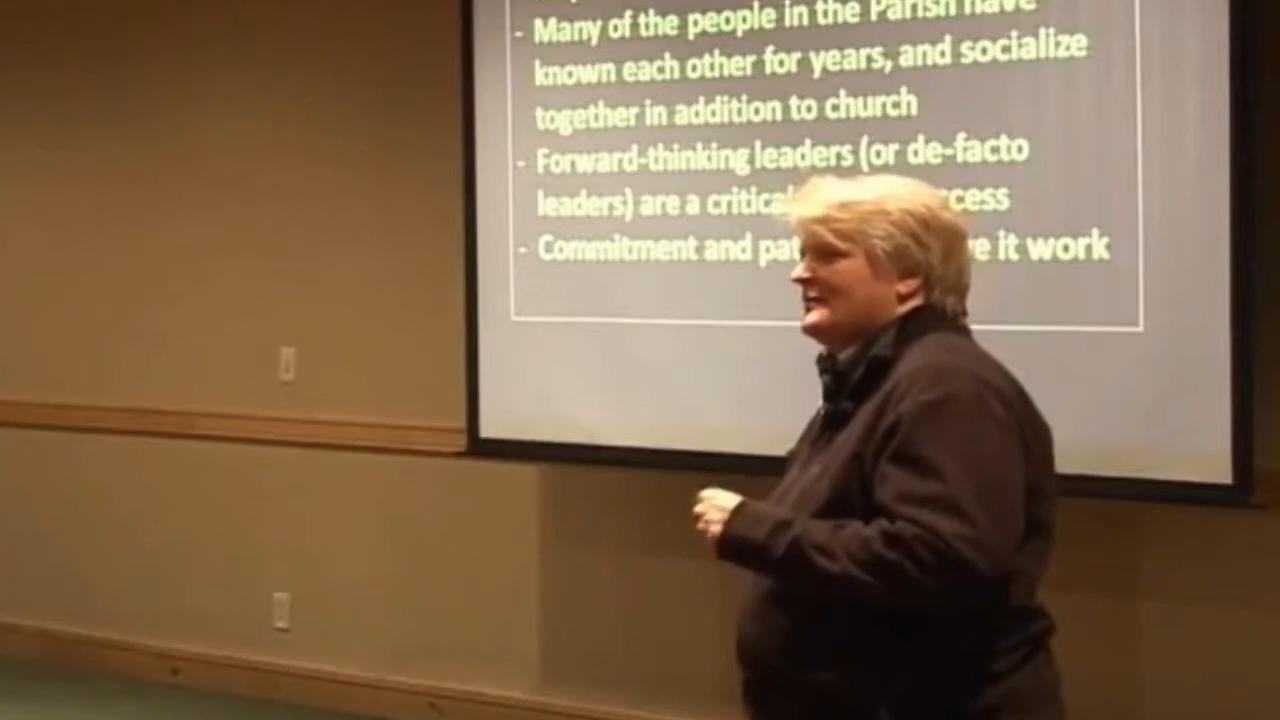 - Many of the people in the Parish have
known each other for years, and socialize
together in addition to church
- Forward-thinking leaders (or de-facto
leaders) are a critical
- Commitment and it work